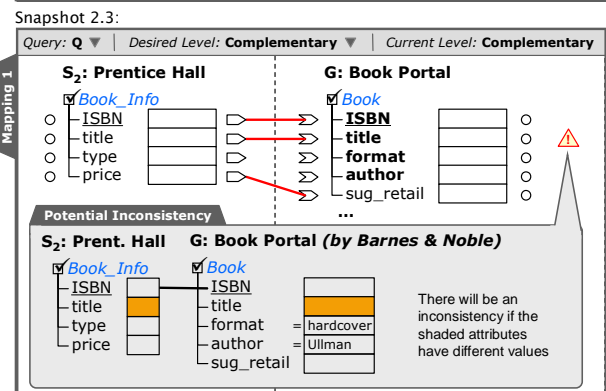 Snapshot 2.3:
Query: Q ▼ | Desired Level: Complementary ▼ | Current Level: Complementary
Mapping 1
S2: Prentice Hall
Book_Info
ISBN
title
type
price
G: Book Portal
Book
ISBN
title
format
author
sug_retail
...
Potential Inconsistency
S2: Prent. Hall
Book_Info
ISBN
title
type
price
G: Book Portal (by Barnes & Noble)
Book
ISBN
title
format = hardcover
author = Ullman
sug_retail
There will be an
inconsistency if the
shaded attributes
have different values